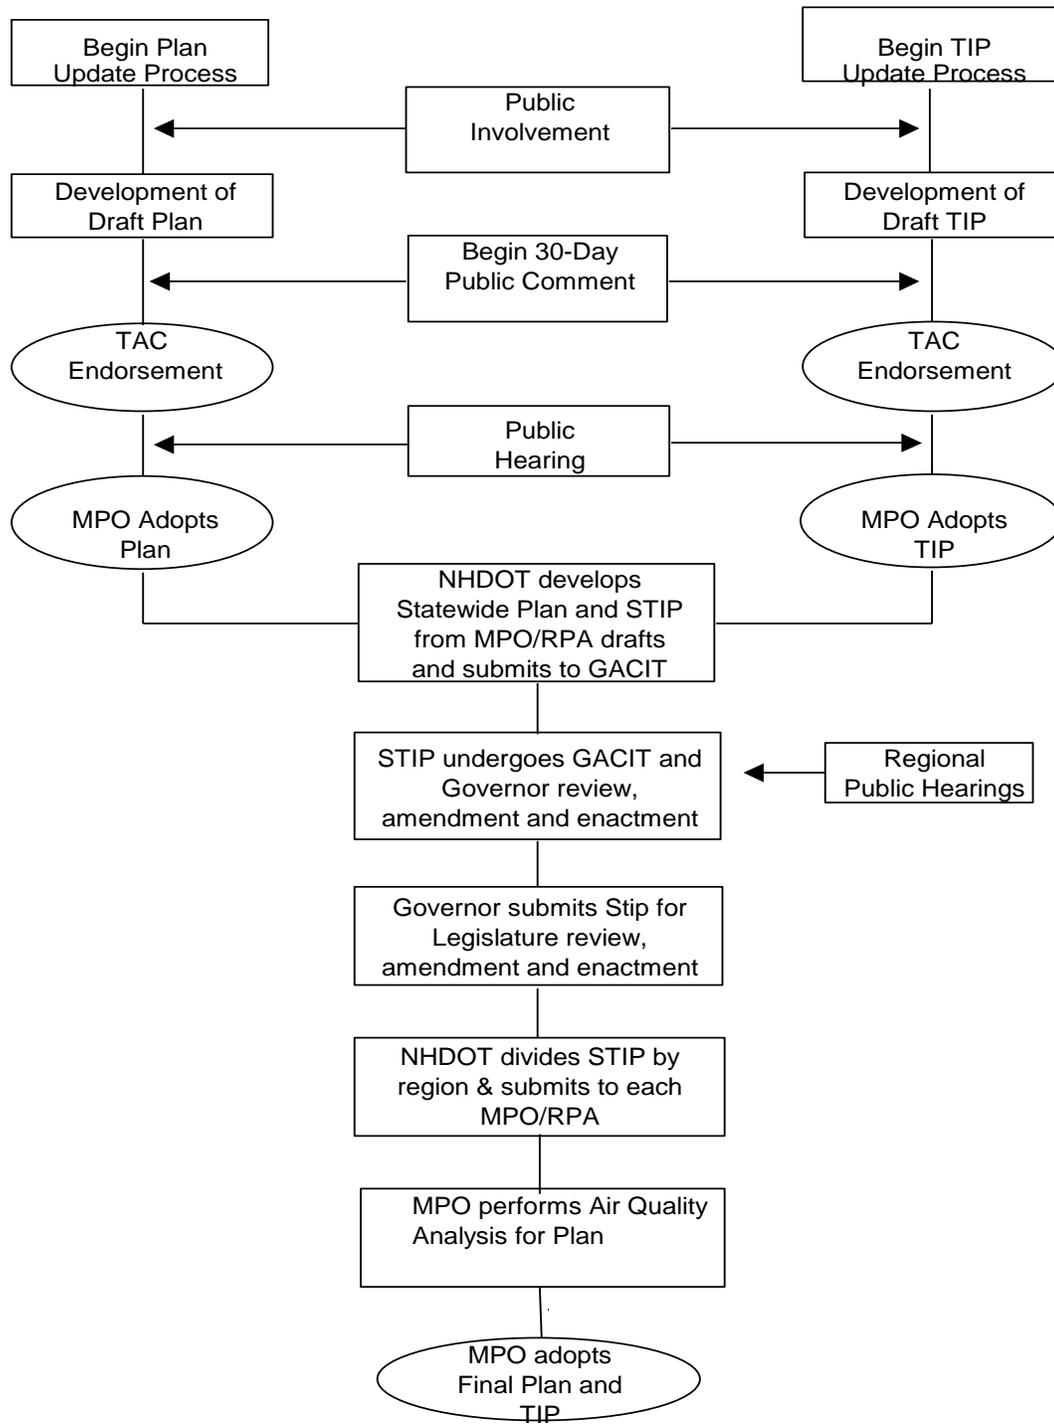 Begin Plan
Update Process
Begin TIP
Update Process
Public
Involvement
Development of
Draft Plan
Development of
Draft TIP
Begin 30-Day
Public Comment
TAC
Endorsement
TAC
Endorsement
Public
Hearing
MPO Adopts
Plan
MPO Adopts
TIP
NHDOT develops
Statewide Plan and STIP
from MPO/RPA drafts
and submits to GACIT
STIP undergoes GACIT and
Governor review,
amendment and enactment
Regional
Public Hearings
Governor submits Stip for
Legislature review,
amendment and enactment
NHDOT divides STIP by
region & submits to each
MPO/RPA
MPO performs Air Quality
Analysis for Plan
MPO adopts
Final Plan and
TIP